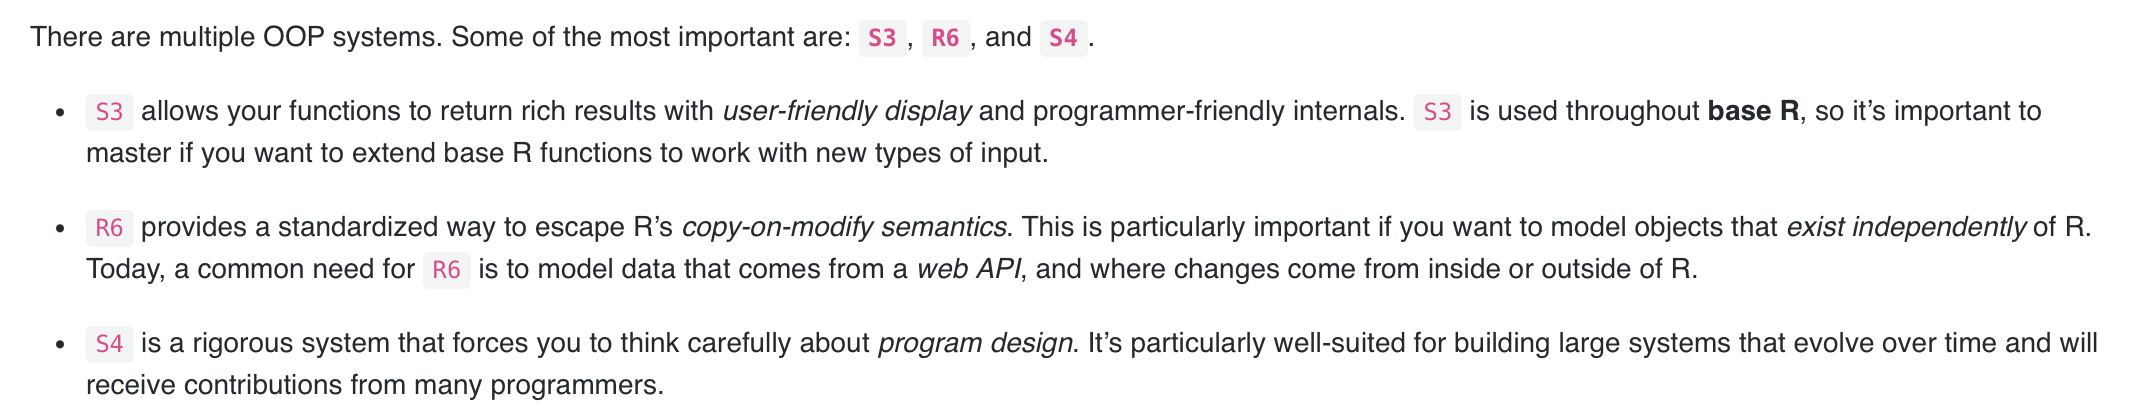 There are multiple OOP systems. Some of the most important are: S3, R6, and S4.
• S3 allows your functions to return rich results with user-friendly display and programmer-friendly internals. S3 is used throughout base R, so it’s important to
master if you want to extend base R functions to work with new types of input.
• R6 provides a standardized way to escape R’s copy-on-modify semantics. This is particularly important if you want to model objects that exist independently of R.
Today, a common need for R6 is to model data that comes from a web API, and where changes come from inside or outside of R.
• S4 is a rigorous system that forces you to think carefully about program design. It’s particularly well-suited for building large systems that evolve over time and will
receive contributions from many programmers.